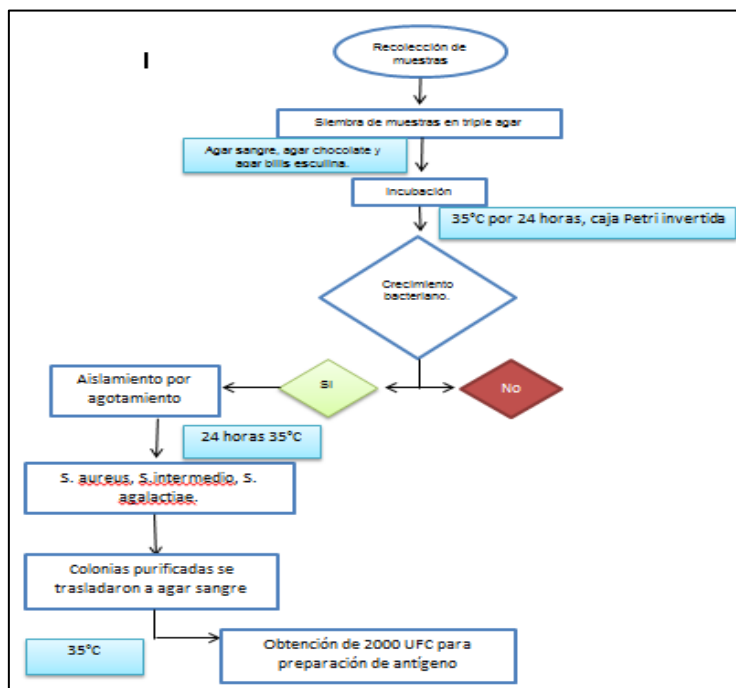 I
Recolección de
muestras
Siembra de muestras en triple agar
Agar sangre, agar chocolate y
agar bilis esculina.
Incubación
35°C por 24 horas, caja Petri invertida
Crecimiento
bacteriano.
Aislamiento por
agotamiento
SI
No
24 horas 35°C
S. aureus, S.intermedio, S.
agalactiae.
Colonias purificadas se
trasladaron a agar sangre
35°C
Obtención de 2000 UFC para
preparación de antígeno